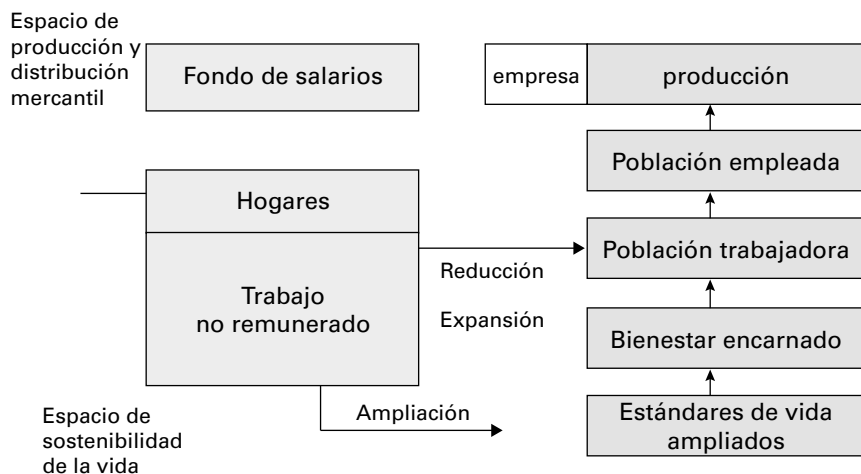 Espacio de
producción y
distribución
mercantil
Fondo de salarios
empresa
producción
Población empleada
Hogares
Población trabajadora
Reducción
Trabajo
no remunerado
Expansión
Bienestar encarnado
Ampliación
Estándares de vida
ampliados
Espacio de
sostenibilidad
de la vida